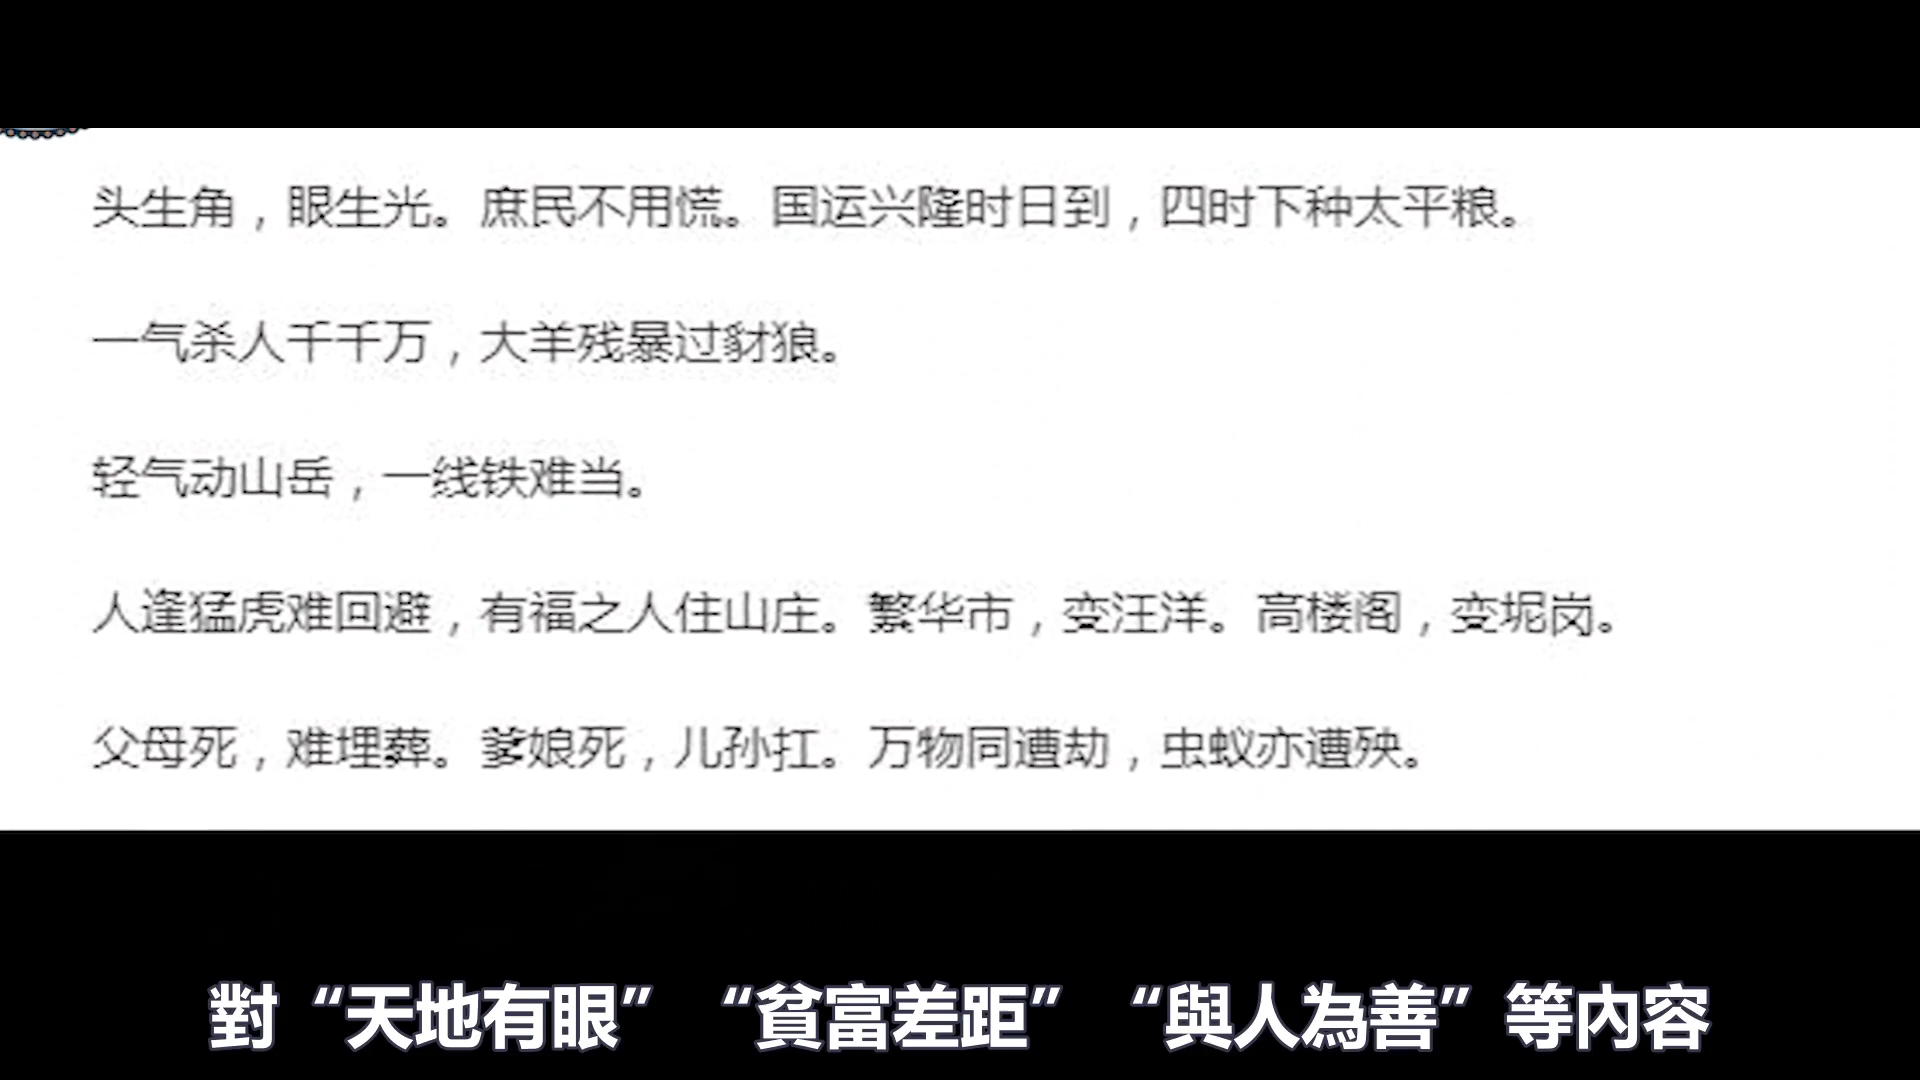 头生角，眼生光。庶民不用慌。国运兴隆时日到，四时下种太平粮。
一气杀人千千万，大羊残暴过豺狼。
轻气动山岳，一线铁难当。
人逢猛虎难回避，有福之人住山庄。繁华市，变汪洋。高楼阁，变坭岗。
父母死，难埋葬。爹娘死，儿孙扛。万物同遭劫，虫蚁亦遭殃。
對“天地有眼”“貧富差距”“與人為善”等內容